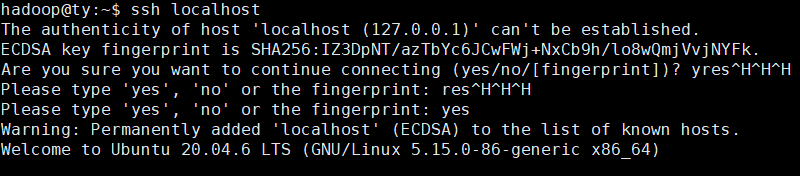 hadoop@ty:~$ ssh localhost
The authenticity of host 'localhost (127.0.0.1)' can't be established.
ECDSA key fingerprint is SHA256:IZ3DpNT/azTbYc6JCwFWj+NxCb9h/lo8wQmjVvjNYFk.
Are you sure you want to continue connecting (yes/no/[fingerprint])? yres^H^H^H
Please type 'yes', 'no' or the fingerprint: res^H^H^H
Please type 'yes', 'no' or the fingerprint: yes
Warning: Permanently added 'localhost' (ECDSA) to the list of known hosts.
Welcome to Ubuntu 20.04.6 LTS (GNU/Linux 5.15.0-86-generic x86_64)